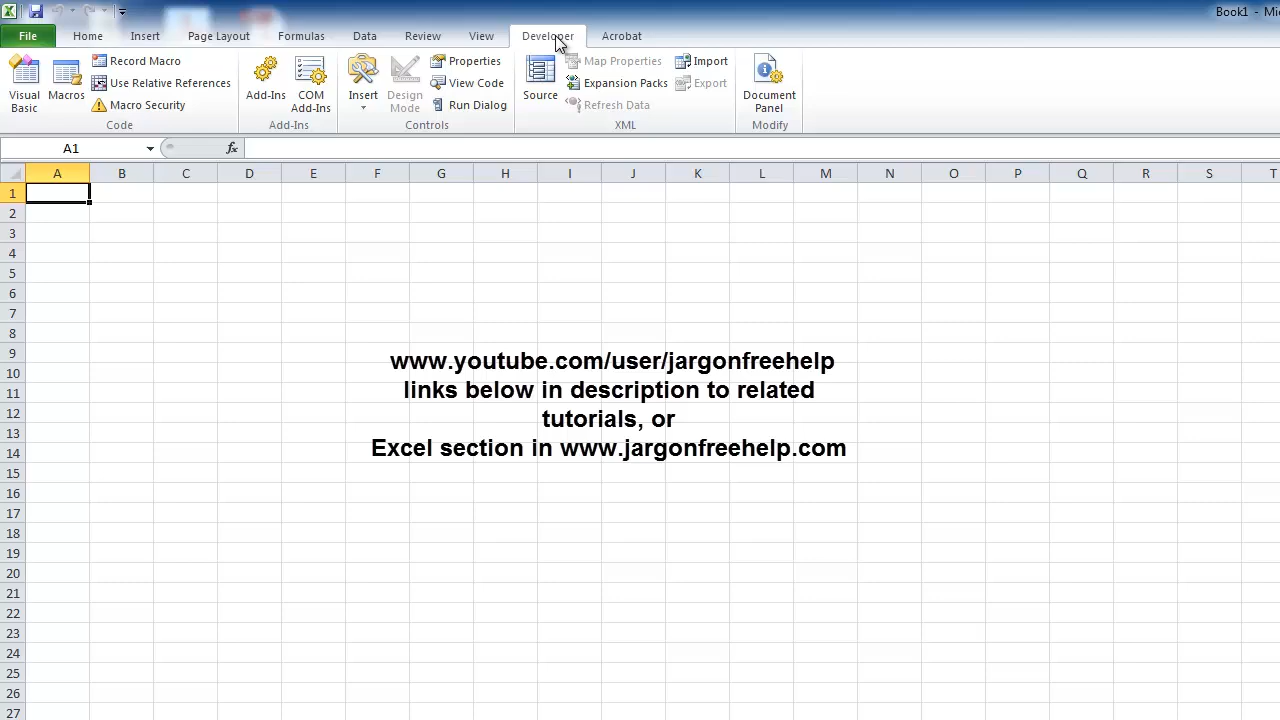 Book1 - Mi
File Home Insert Page Layout Formulas Data Review View Developer Acrobat
Visual Basic
Macros
Record Macro
Use Relative References
Macro Security
Code
Add-Ins
COM Add-Ins
Add-Ins
Insert
Design Mode
Properties
View Code
Run Dialog
Controls
Source
Map Properties
Expansion Packs
Refresh Data
Import
Export
XML
Document Panel
Modify
A1 fx
A B C D E F G H I J K L M N O P Q R S T
1
2
3
4
5
6
7
8
9
10
11
12
13
14
15
16
17
18
19
20
21
22
23
24
25
26
27
www.youtube.com/user/jargonfreehelp
links below in description to related
tutorials, or
Excel section in www.jargonfreehelp.com